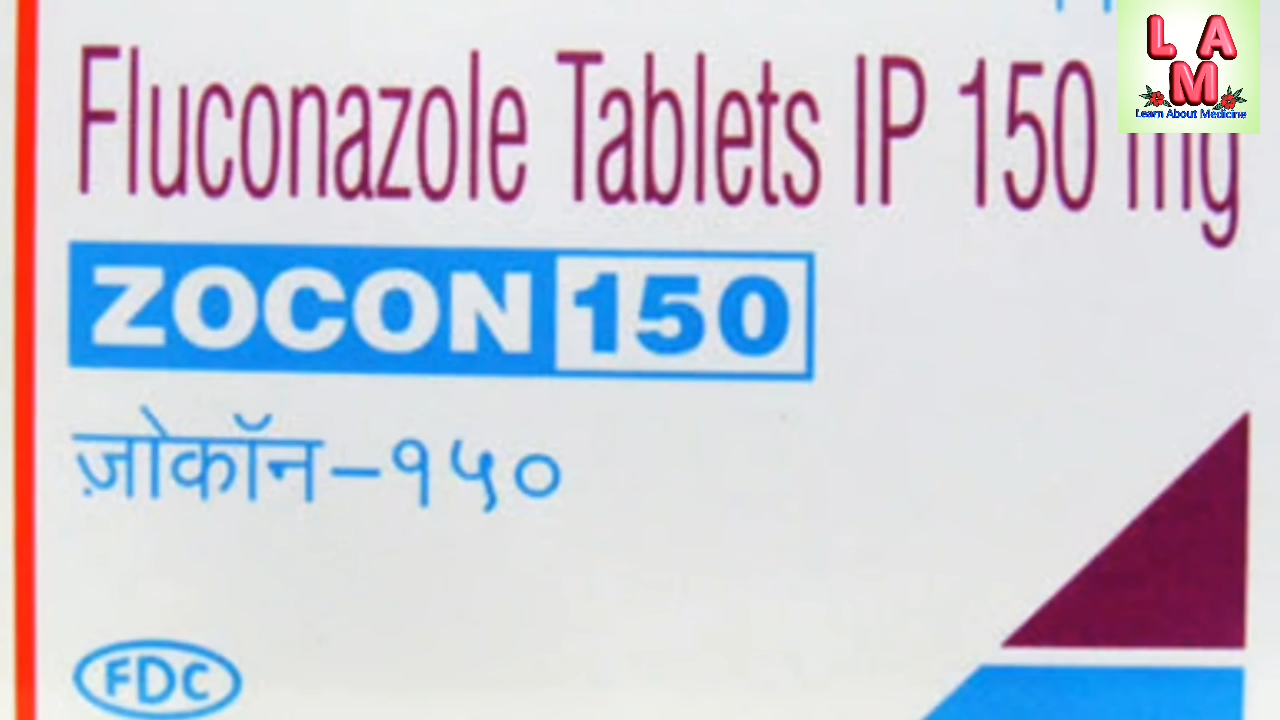 Fluconazole Tablets IP 150 mg
L A
M
Learn About Medicine
ZOCON 150
ज़ोकॉन-१५०
FDC